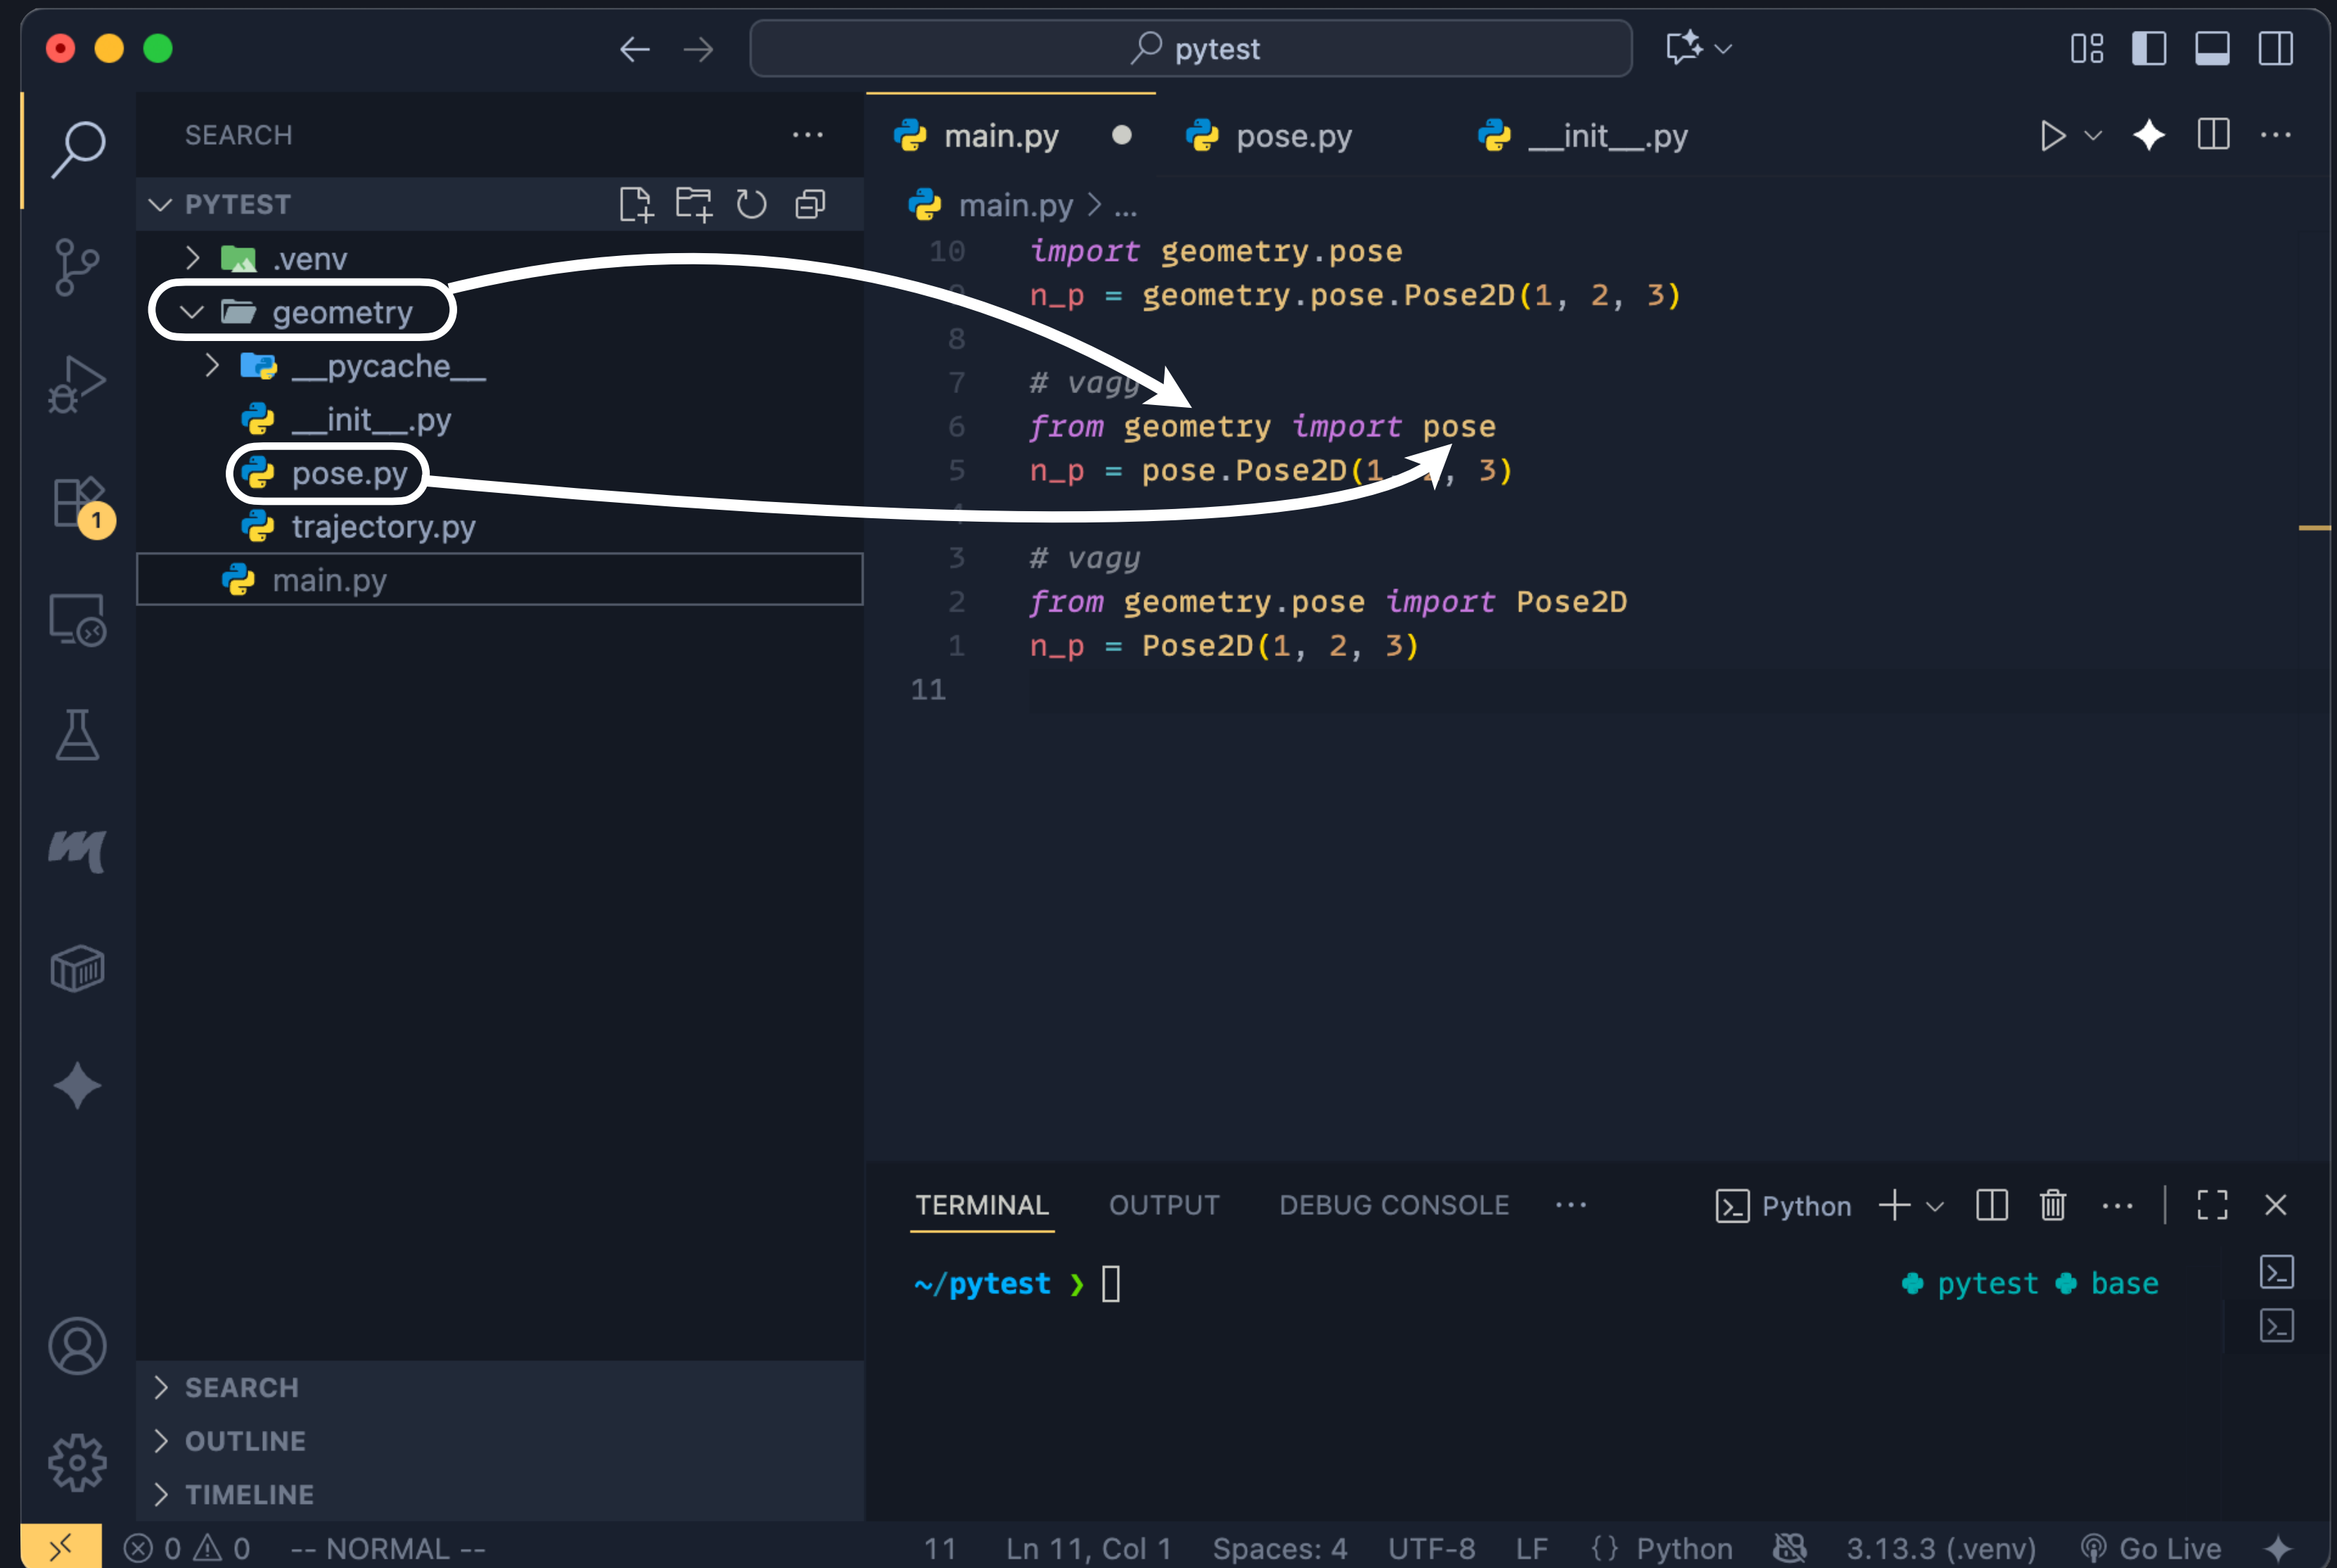 pytest
SEARCH
main.py
pose.py
__init__.py
PYTEST
main.py > ...
.venv
geometry
__pycache__
__init__.py
pose.py
trajectory.py
main.py
10 import geometry.pose
9 n_p = geometry.pose.Pose2D(1, 2, 3)
8
7 # vagy
6 from geometry import pose
5 n_p = pose.Pose2D(1, 2, 3)
4
3 # vagy
2 from geometry.pose import Pose2D
1 n_p = Pose2D(1, 2, 3)
11
1
TERMINAL OUTPUT DEBUG CONSOLE ... Python
~/pytest ❯ pytest base
SEARCH
OUTLINE
TIMELINE
0 0 -- NORMAL -- 11 Ln 11, Col 1 Spaces: 4 UTF-8 LF {} Python 3.13.3 (.venv) Go Live